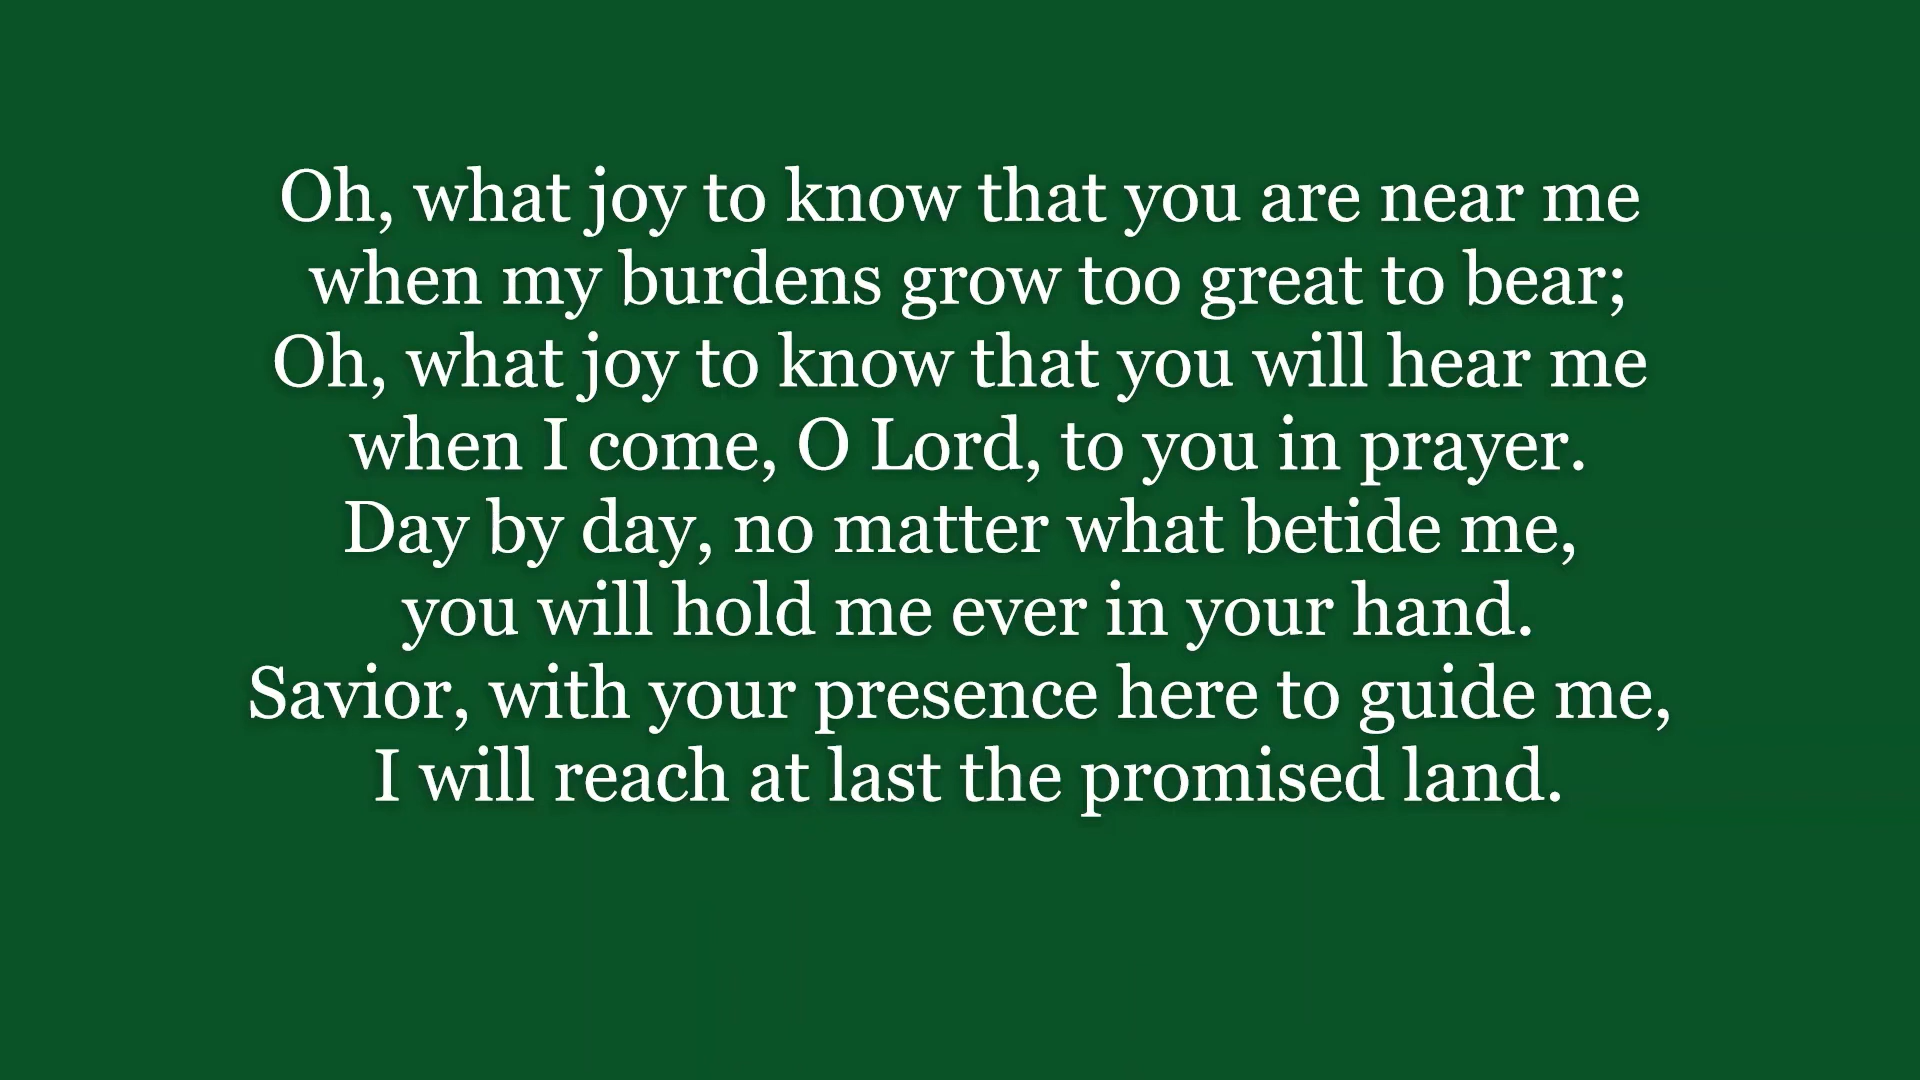 Oh, what joy to know that you are near me
when my burdens grow too great to bear;
Oh, what joy to know that you will hear me
when I come, O Lord, to you in prayer.
Day by day, no matter what betide me,
you will hold me ever in your hand.
Savior, with your presence here to guide me,
I will reach at last the promised land.